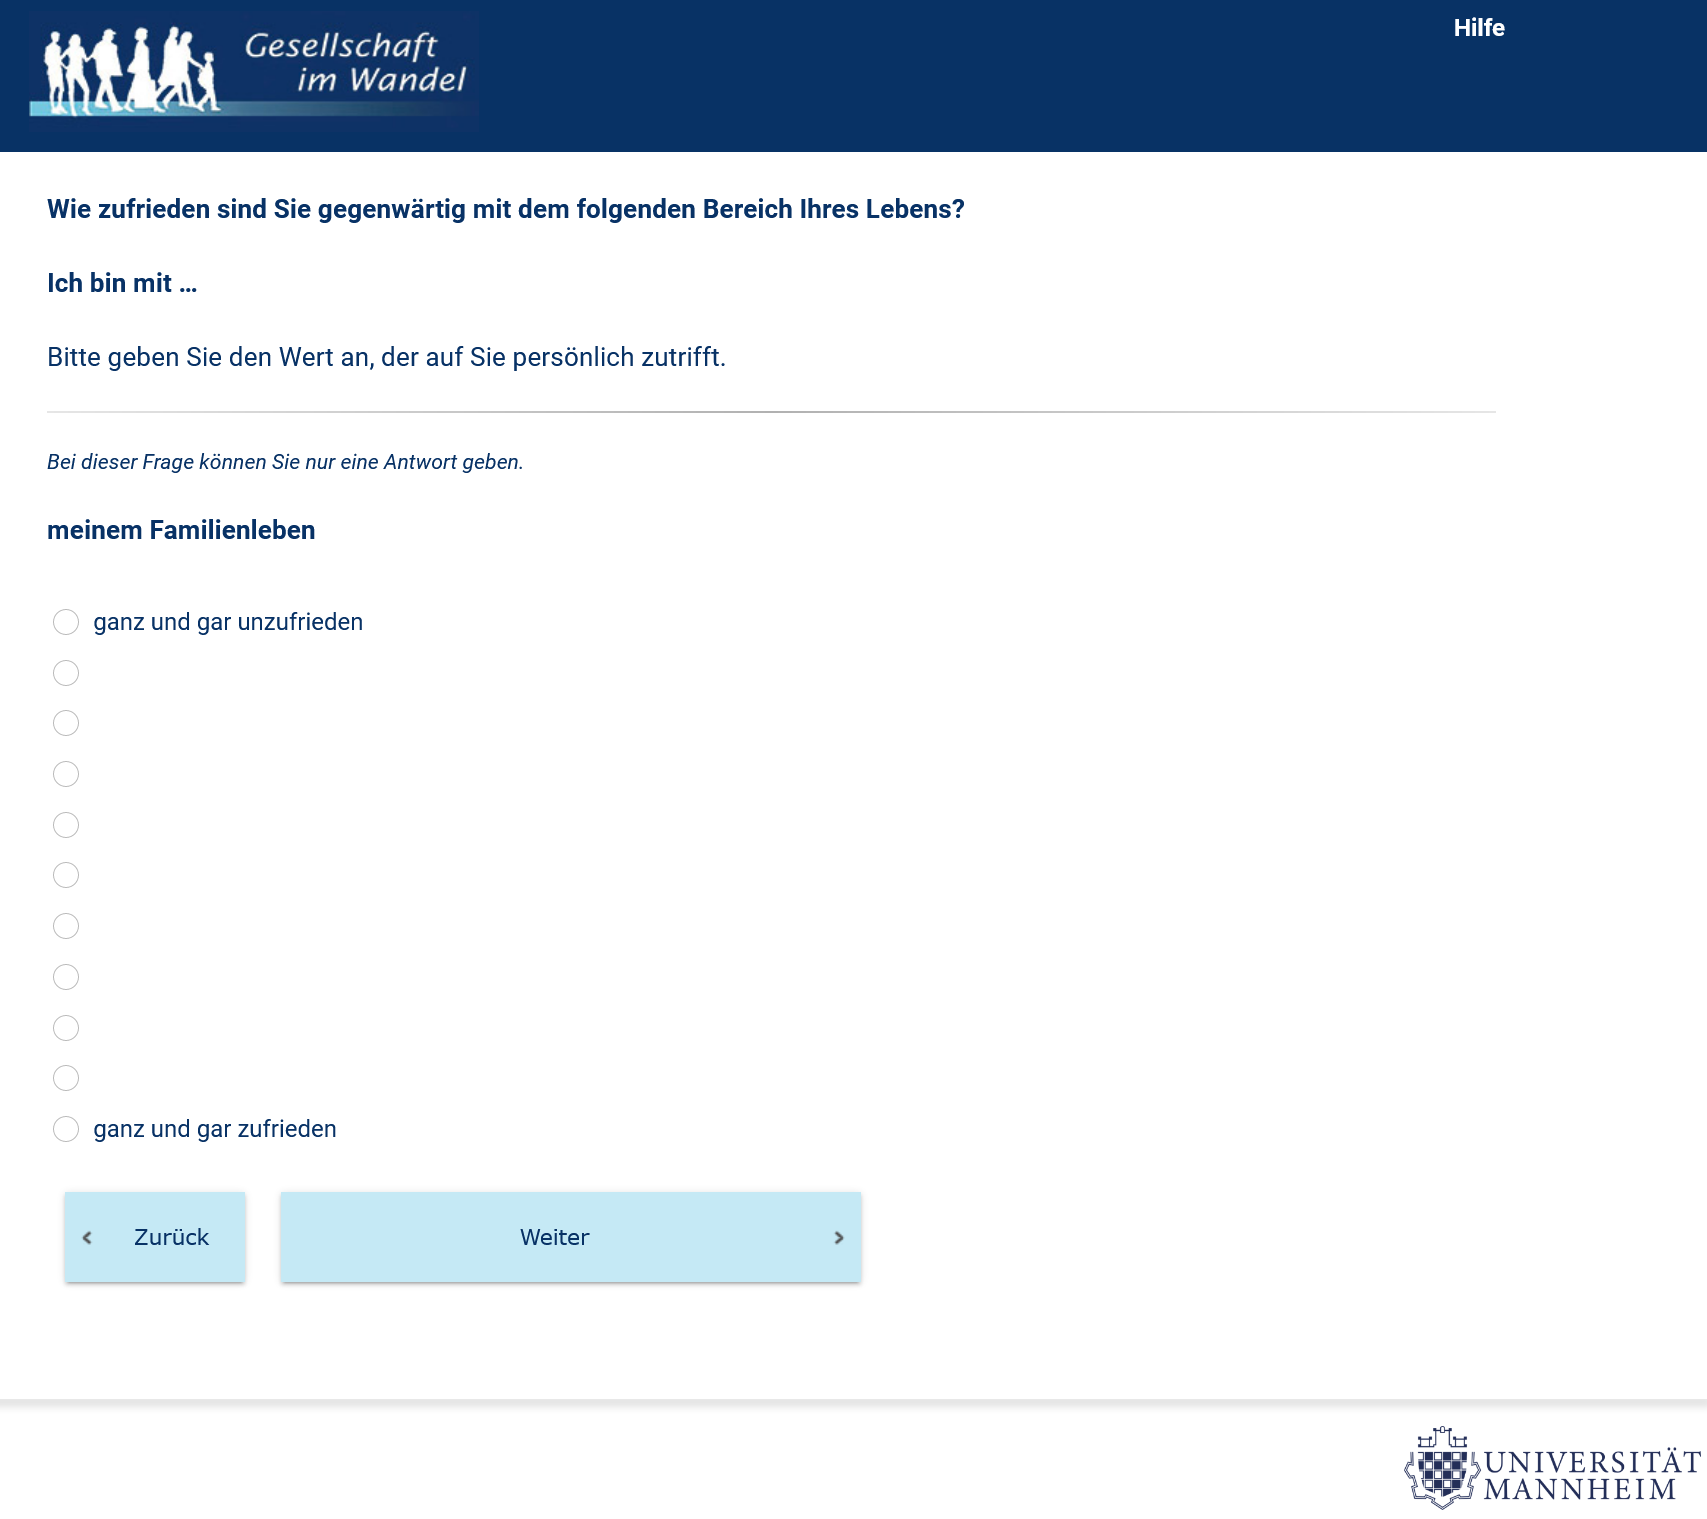 Gesellschaft
im Wandel
Hilfe
Wie zufrieden sind Sie gegenwärtig mit dem folgenden Bereich Ihres Lebens?
Ich bin mit …
Bitte geben Sie den Wert an, der auf Sie persönlich zutrifft.
Bei dieser Frage können Sie nur eine Antwort geben.
meinem Familienleben
ganz und gar unzufrieden
ganz und gar zufrieden
Zurück
Weiter
UNIVERSITÄT
MANNHEIM